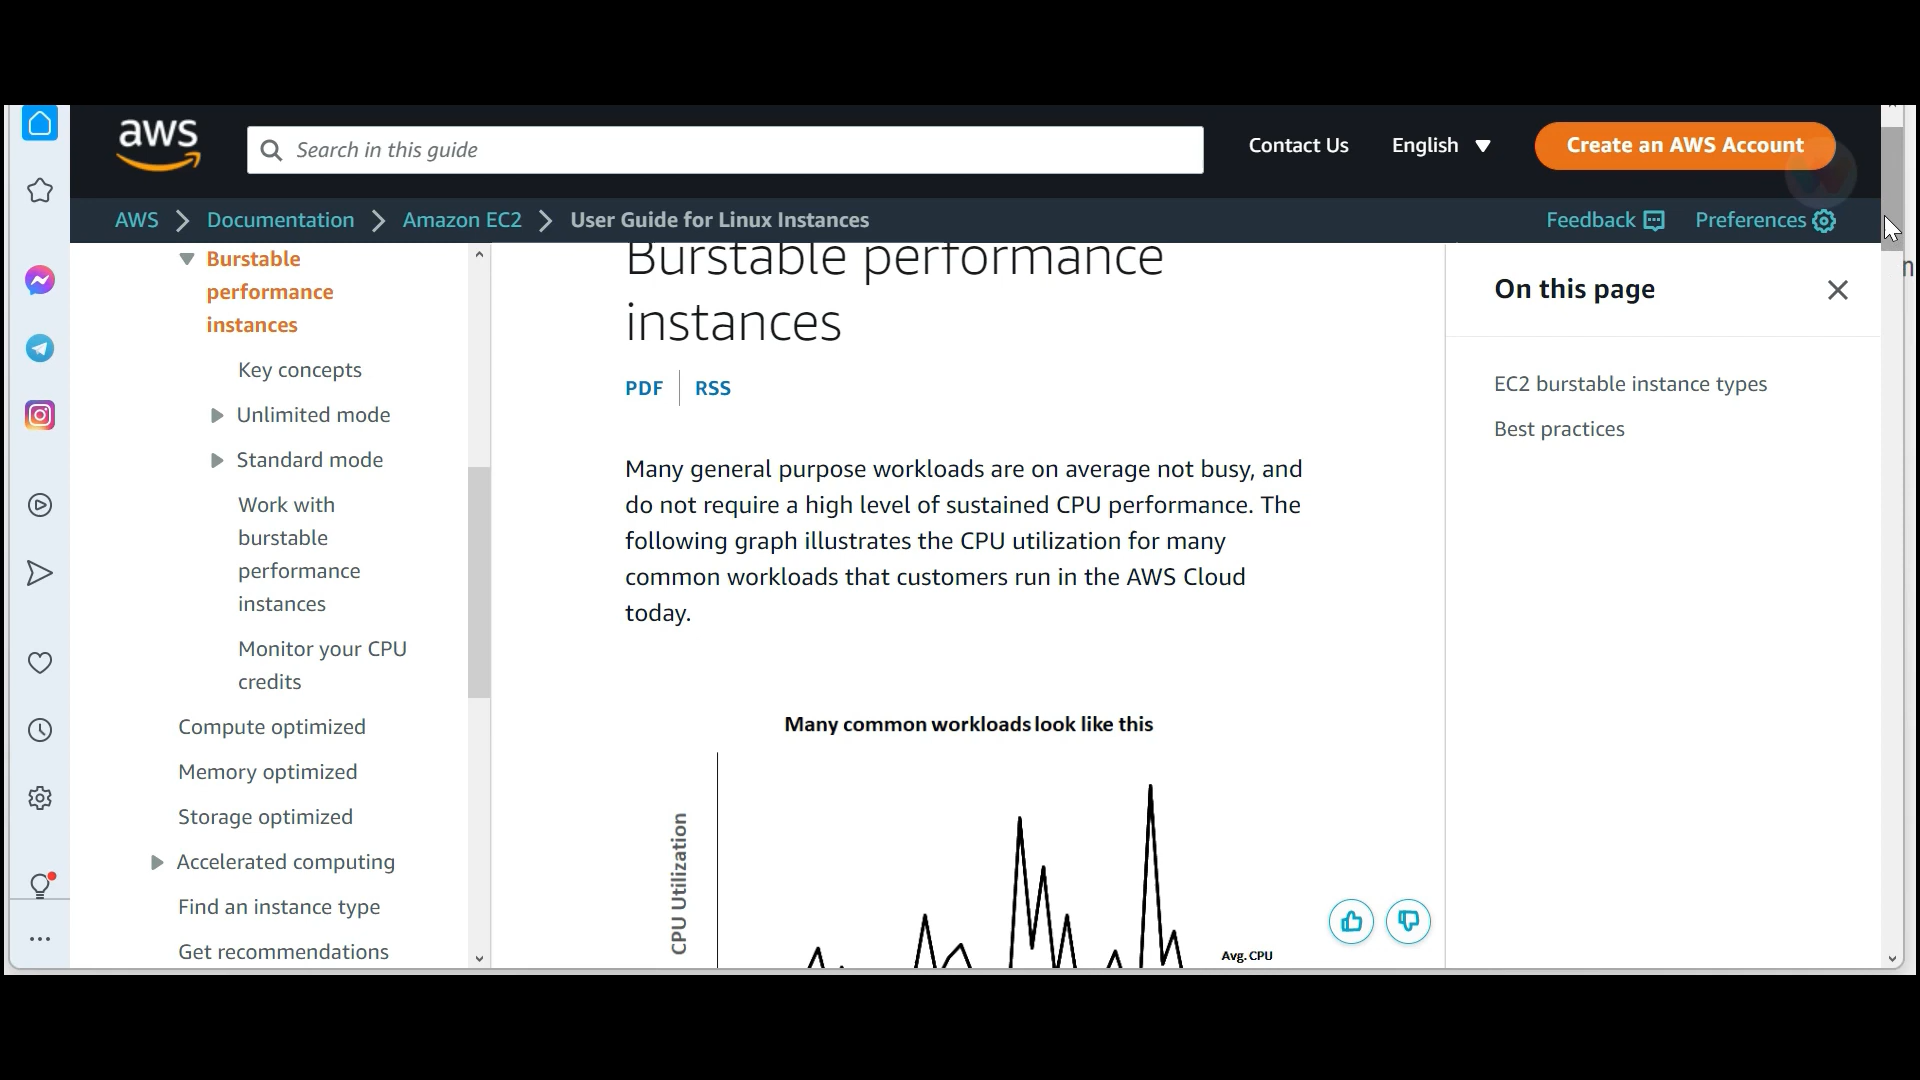 aws
Search in this guide
Contact Us
English
Create an AWS Account
AWS
Documentation
Amazon EC2
User Guide for Linux Instances
Feedback
Preferences
Burstable
performance
instances
Key concepts
Unlimited mode
Standard mode
Work with
burstable
performance
instances
Monitor your CPU
credits
Compute optimized
Memory optimized
Storage optimized
Accelerated computing
Find an instance type
Get recommendations
Burstable performance
instances
PDF
RSS
Many general purpose workloads are on average not busy, and
do not require a high level of sustained CPU performance. The
following graph illustrates the CPU utilization for many
common workloads that customers run in the AWS Cloud
today.
Many common workloads look like this
CPU Utilization
Avg. CPU
On this page
EC2 burstable instance types
Best practices